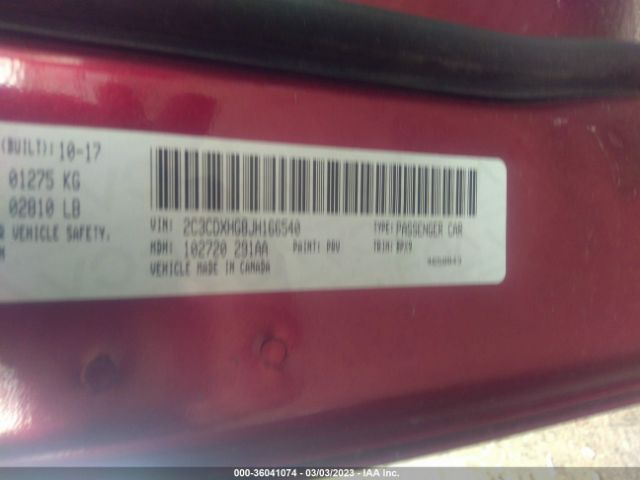 (BUILT): 10-17
01275 KG
02810 LB
VEHICLE SAFETY.
VIN: 2C3CDXHG8JH166540 TYPE: PASSENGER CAR
MDH: 102720 291AA PAINT: PRV TRIM: BPX9
VEHICLE MADE IN CANADA
000-36041074 — 03/03/2023 — IAA Inc.